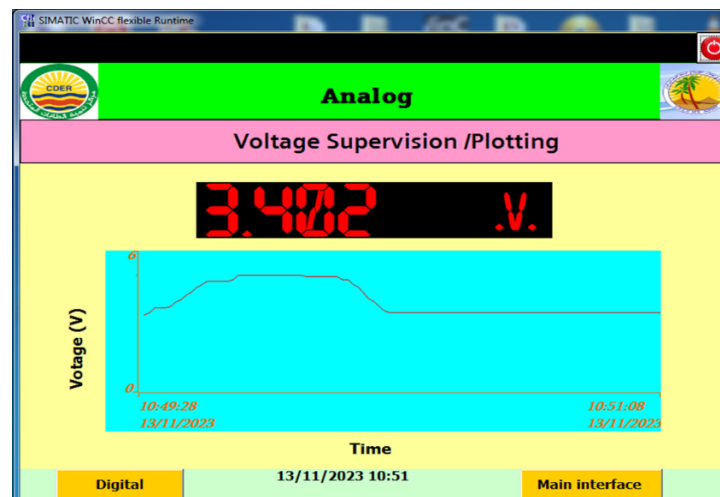 SIMATIC WinCC flexible Runtime
CDER
Analog
Voltage Supervision /Plotting
3.402 .V.
6
Votage (V)
0
10:49:28
13/11/2023
10:51:08
13/11/2023
Time
Digital
13/11/2023 10:51
Main interface